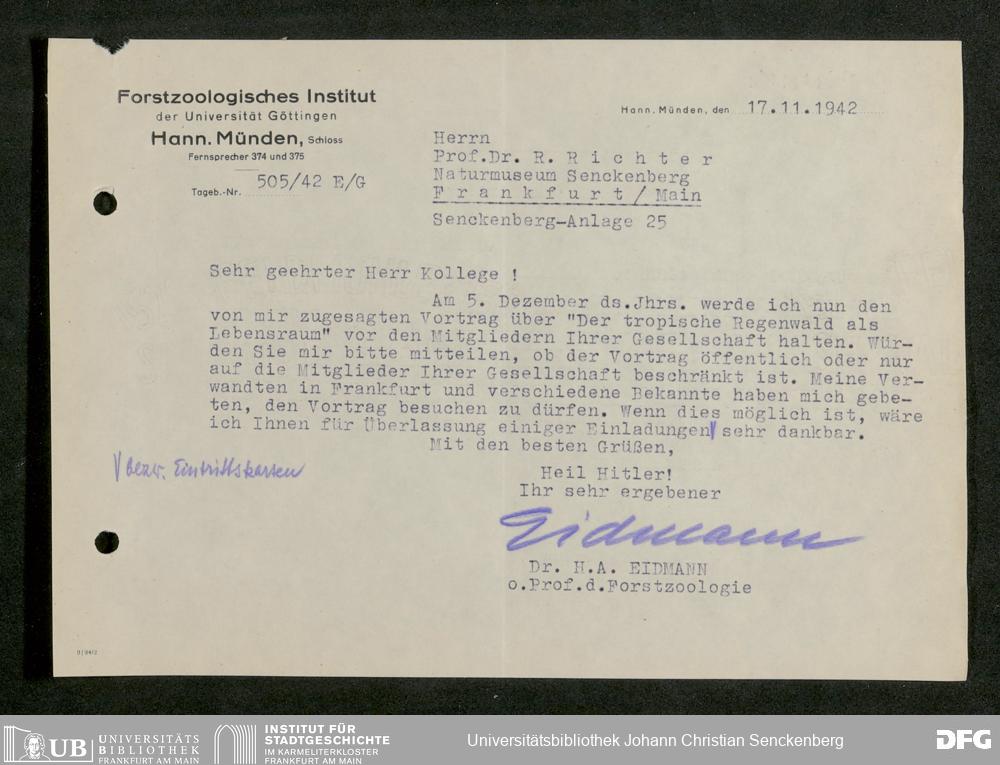 Forstzoologisches Institut
der Universität Göttingen
Hann. Münden, Schloss
Fernsprecher 374 und 375
Tageb.-Nr. 505/42 E/G
Hann. Münden, den 17.11.1942
Herrn
Prof.Dr. R. R i c h t e r
Naturmuseum Senckenberg
F r a n k f u r t / Main
Senckenberg-Anlage 25
Sehr geehrter Herr Kollege !
Am 5. Dezember ds.Jhrs. werde ich nun den
von mir zugesagten Vortrag über "Der tropische Regenwald als
Lebensraum" vor den Mitgliedern Ihrer Gesellschaft halten. Wür-
den Sie mir bitte mitteilen, ob der Vortrag öffentlich oder nur
auf die Mitglieder Ihrer Gesellschaft beschränkt ist. Meine Ver-
wandten in Frankfurt und verschiedene Bekannte haben mich gebe-
ten, den Vortrag besuchen zu dürfen. Wenn dies möglich ist, wäre
ich Ihnen für Überlassung einiger Einladungen sehr dankbar.
Mit den besten Grüßen,
bezw. Eintrittskarten
Heil Hitler!
Ihr sehr ergebener
Eidmann
Dr. H.A. EIDMANN
o.Prof.d.Forstzoologie
UB UNIVERSITÄTS
BIBLIOTHEK
FRANKFURT AM MAIN
INSTITUT FÜR
STADTGESCHICHTE
IM KARMELITERKLOSTER
FRANKFURT AM MAIN
Universitätsbibliothek Johann Christian Senckenberg
DFG